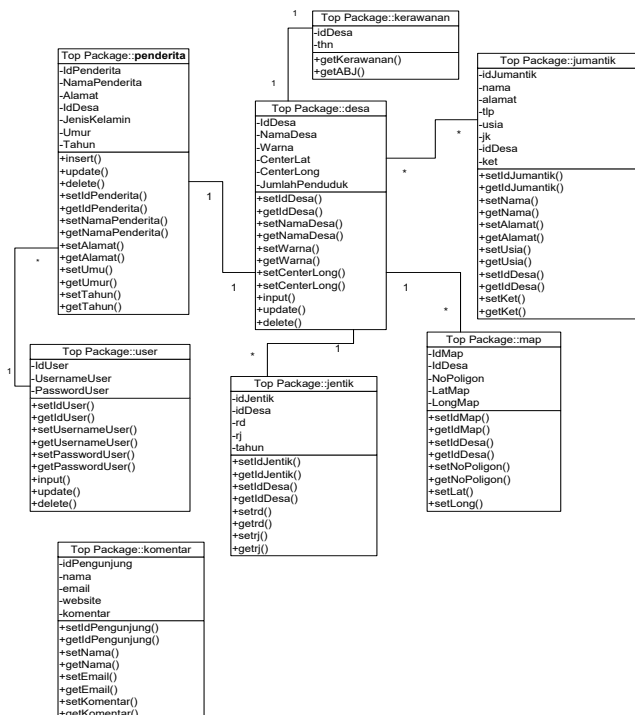 Top Package::kerawanan
-idDesa
-thn
+getKerawanan()
+getABJ()
1
1
Top Package::penderita
-IdPenderita
-NamaPenderita
-Alamat
-IdDesa
-JenisKelamin
-Umur
-Tahun
+insert()
+update()
+delete()
+setIdPenderita()
+getIdPenderita()
+setNamaPenderita()
+getNamaPenderita()
+setAlamat()
+getAlamat()
+setUmu()
+getUmur()
+setTahun()
+getTahun()
1
1
*
1
Top Package::desa
-IdDesa
-NamaDesa
-Warna
-CenterLat
-CenterLong
-JumlahPenduduk
+setIdDesa()
+getIdDesa()
+setNamaDesa()
+getNamaDesa()
+setWarna()
+getWarna()
+setCenterLong()
+setCenterLong()
+input()
+update()
+delete()
*
*
Top Package::jumantik
-idJumantik
-nama
-alamat
-tlp
-usia
-jk
-idDesa
-ket
+setIdJumantik()
+getIdJumantik()
+setNama()
+getNama()
+setAlamat()
+getAlamat()
+setUsia()
+getUsia()
+setIdDesa()
+getIdDesa()
+setKet()
+getKet()
1
*
Top Package::user
-IdUser
-UsernameUser
-PasswordUser
+setIdUser()
+getIdUser()
+setUsernameUser()
+getUsernameUser()
+setPasswordUser()
+getPasswordUser()
+input()
+update()
+delete()
1
*
Top Package::jentik
-idJentik
-idDesa
-rd
-rj
-tahun
+setIdJentik()
+getIdJentik()
+setIdDesa()
+getIdDesa()
+setrd()
+getrd()
+setrj()
+getrj()
Top Package::map
-IdMap
-IdDesa
-NoPoligon
-LatMap
-LongMap
+setIdMap()
+getIdMap()
+setIdDesa()
+getIdDesa()
+setNoPoligon()
+getNoPoligon()
+setLat()
+setLong()
Top Package::komentar
-idPengunjung
-nama
-email
-website
-komentar
+setIdPengunjung()
+getIdPengunjung()
+setNama()
+getNama()
+setEmail()
+getEmail()
+setKomentar()
+getKomentar()